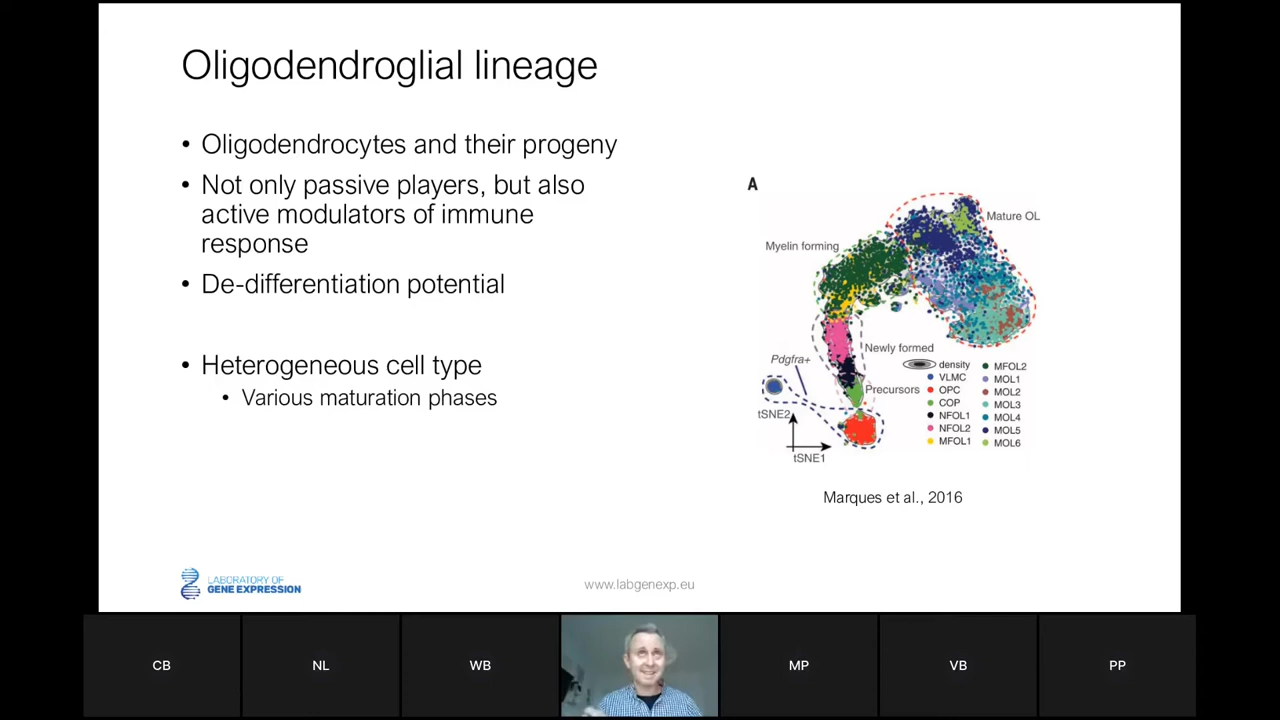 Oligodendroglial lineage
• Oligodendrocytes and their progeny
• Not only passive players, but also
active modulators of immune
response
• De-differentiation potential
• Heterogeneous cell type
• Various maturation phases
A
Mature OL
Myelin forming
Newly formed
Pdgfra+
Precursors
tSNE2
tSNE1
density
VLMC
OPC
COP
NFOL1
NFOL2
MFOL1
MFOL2
MOL1
MOL2
MOL3
MOL4
MOL5
MOL6
Marques et al., 2016
LABORATORY OF
GENE EXPRESSION
www.labgenexp.eu
CB
NL
WB
MP
VB
PP